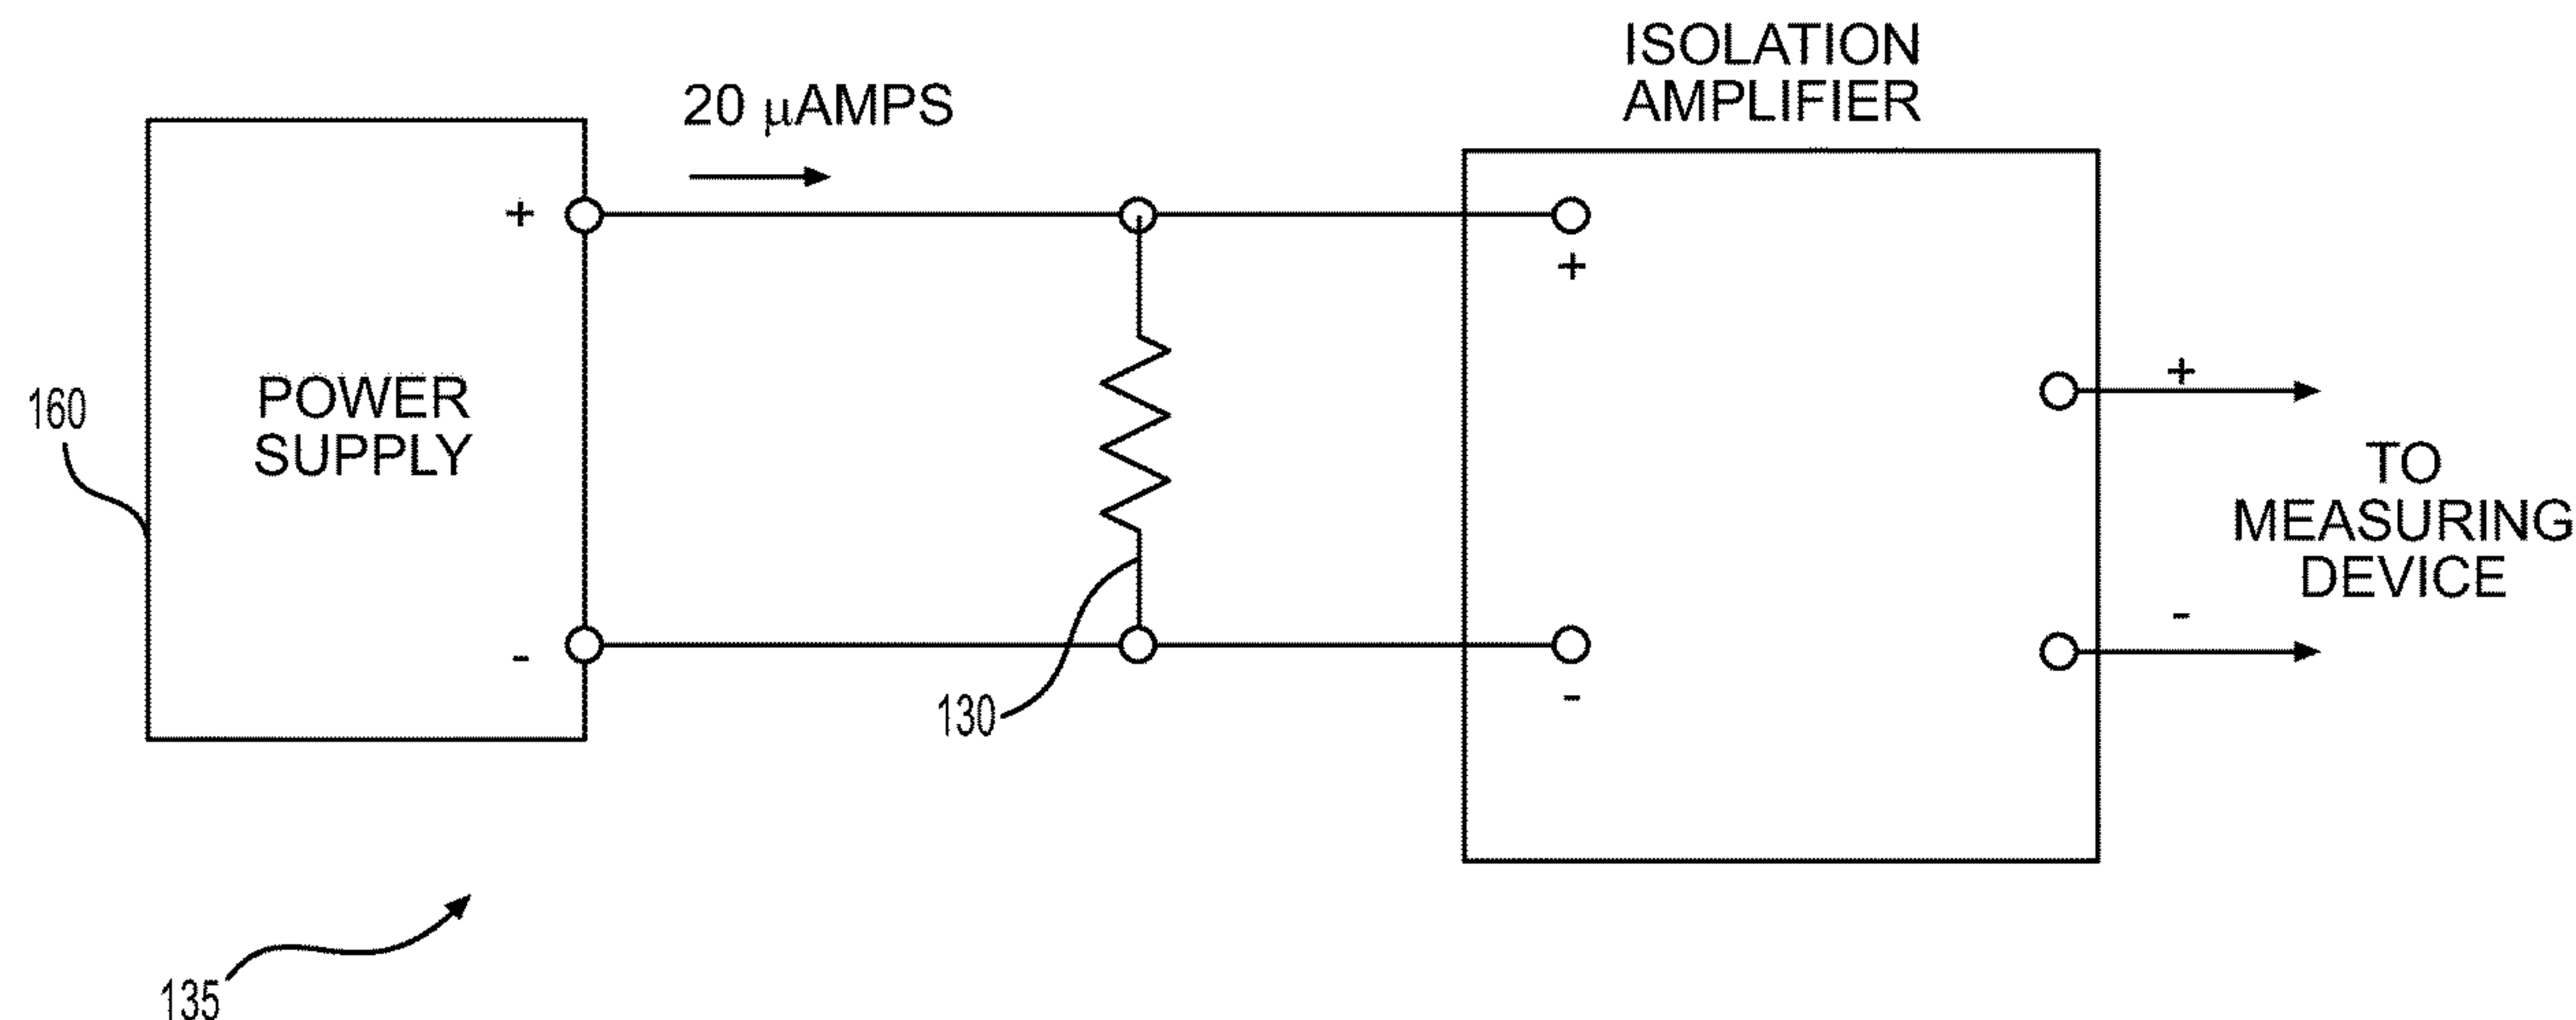 ISOLATION
AMPLIFIER
20 μAMPS
+
+
160
POWER
SUPPLY
+
TO
MEASURING
DEVICE
-
-
-
130
135